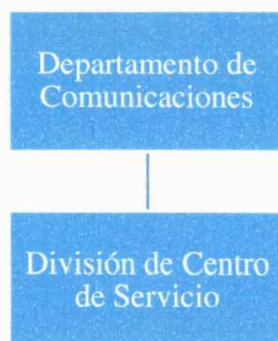 Departamento de
Comunicaciones
División de Centro
de Servicio